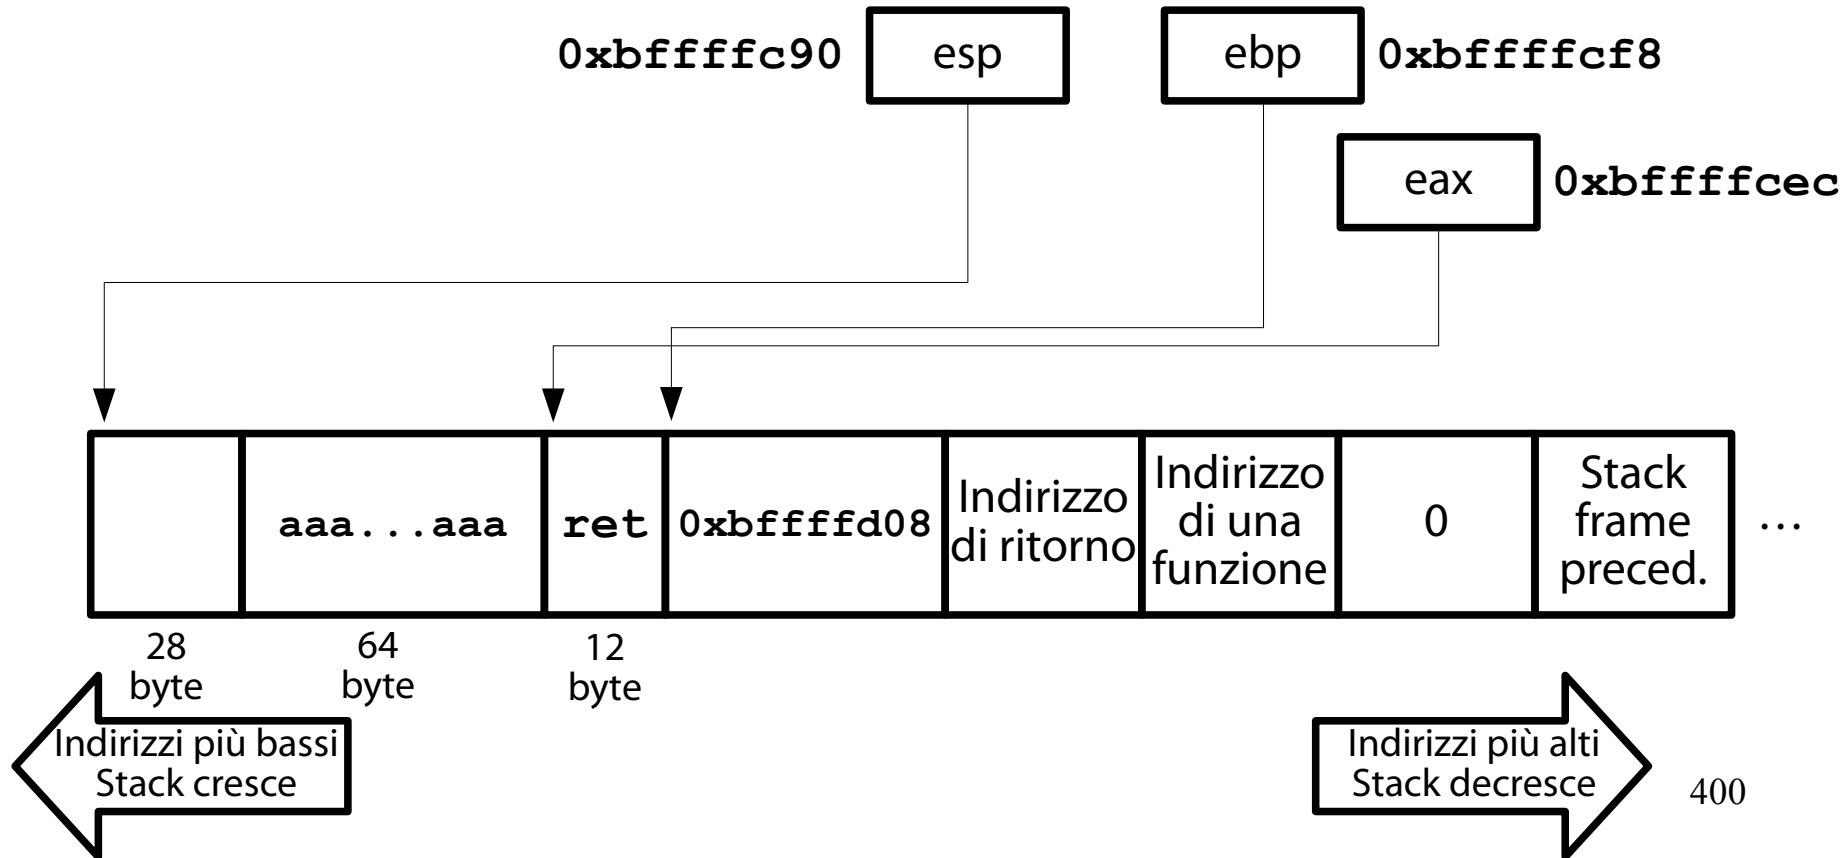 0xbffffc90 esp ebp 0xbffffcf8
eax 0xbffffcec
aaa...aaa ret 0xbffffd08
Indirizzo
di ritorno
Indirizzo
di una
funzione
0
Stack
frame
preced.
...
28
byte
64
byte
12
byte
Indirizzi più bassi
Stack cresce
Indirizzi più alti
Stack decresce
400